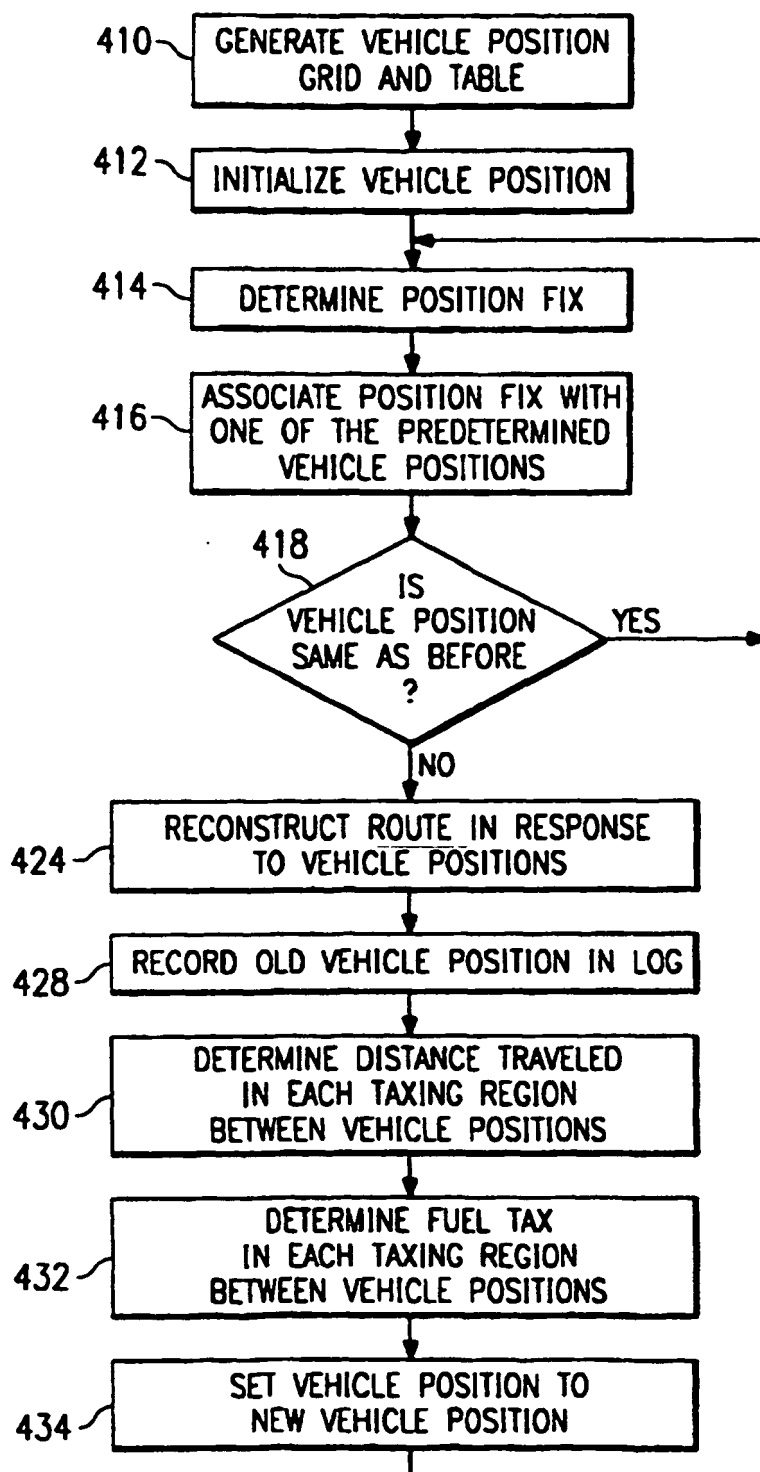 410
GENERATE VEHICLE POSITION
GRID AND TABLE
412
INITIALIZE VEHICLE POSITION
414
DETERMINE POSITION FIX
416
ASSOCIATE POSITION FIX WITH
ONE OF THE PREDETERMINED
VEHICLE POSITIONS
418
IS
VEHICLE POSITION
SAME AS BEFORE
?
YES
NO
424
RECONSTRUCT ROUTE IN RESPONSE
TO VEHICLE POSITIONS
428
RECORD OLD VEHICLE POSITION IN LOG
430
DETERMINE DISTANCE TRAVELED
IN EACH TAXING REGION
BETWEEN VEHICLE POSITIONS
432
DETERMINE FUEL TAX
IN EACH TAXING REGION
BETWEEN VEHICLE POSITIONS
434
SET VEHICLE POSITION TO
NEW VEHICLE POSITION